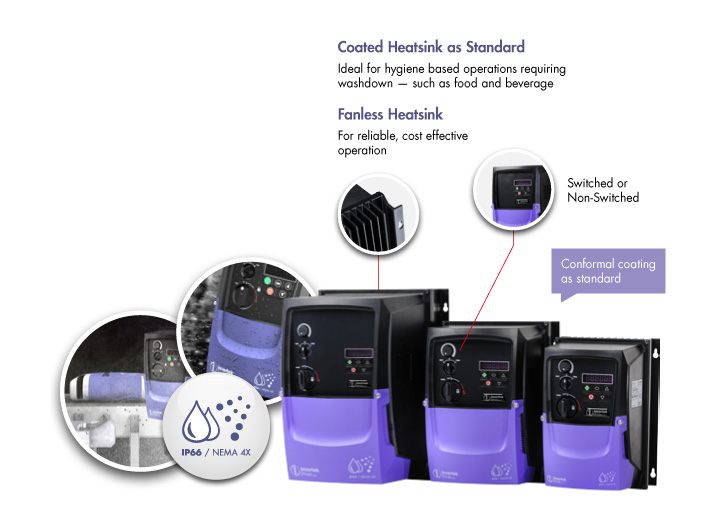 Coated Heatsink as Standard
Ideal for hygiene based operations requiring
washdown — such as food and beverage
Fanless Heatsink
For reliable, cost effective
operation
Switched or
Non-Switched
Conformal coating
as standard
IP66 / NEMA 4X